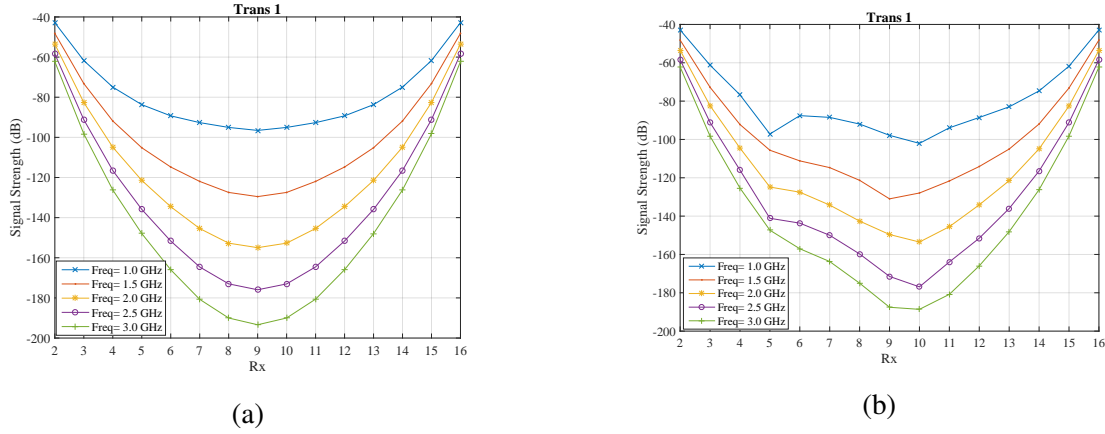 Trans 1
-40
-60
-80
-100
-120
-140
-160
-180
-200
Signal Strength (dB)
Freq= 1.0 GHz
Freq= 1.5 GHz
Freq= 2.0 GHz
Freq= 2.5 GHz
Freq= 3.0 GHz
2 3 4 5 6 7 8 9 10 11 12 13 14 15 16
Rx
(a)
Trans 1
-40
-60
-80
-100
-120
-140
-160
-180
-200
Signal Strength (dB)
Freq= 1.0 GHz
Freq= 1.5 GHz
Freq= 2.0 GHz
Freq= 2.5 GHz
Freq= 3.0 GHz
2 3 4 5 6 7 8 9 10 11 12 13 14 15 16
Rx
(b)